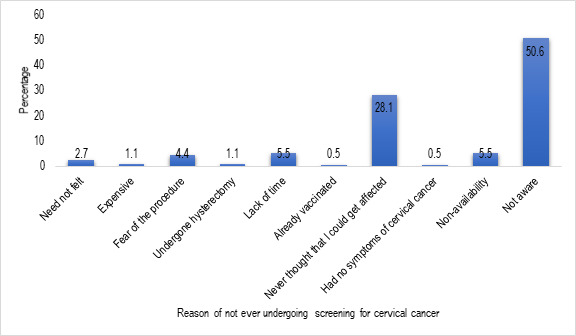 60
50
40
30
20
10
0
Percentage
2.7
1.1
4.4
1.1
5.5
0.5
28.1
0.5
5.5
50.6
Need not felt
Expensive
Fear of the procedure
Undergone hysterectomy
Lack of time
Already vaccinated
Never thought that I could get affected
Had no symptoms of cervical cancer
Non-availability
Not aware
Reason of not ever undergoing screening for cervical cancer